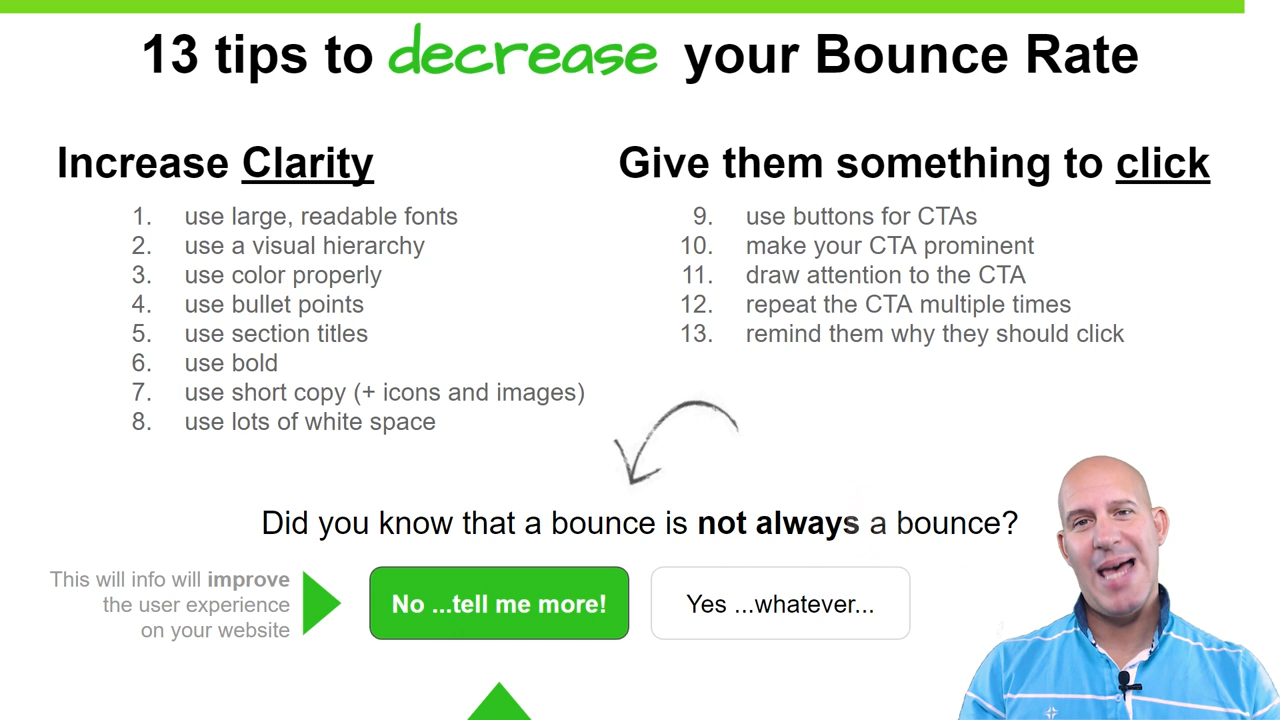 13 tips to decrease your Bounce Rate
Increase Clarity
1. use large, readable fonts
2. use a visual hierarchy
3. use color properly
4. use bullet points
5. use section titles
6. use bold
7. use short copy (+ icons and images)
8. use lots of white space
Give them something to click
9. use buttons for CTAs
10. make your CTA prominent
11. draw attention to the CTA
12. repeat the CTA multiple times
13. remind them why they should click
Did you know that a bounce is not always a bounce?
This will info will improve
the user experience
on your website
No ...tell me more!
Yes ...whatever...